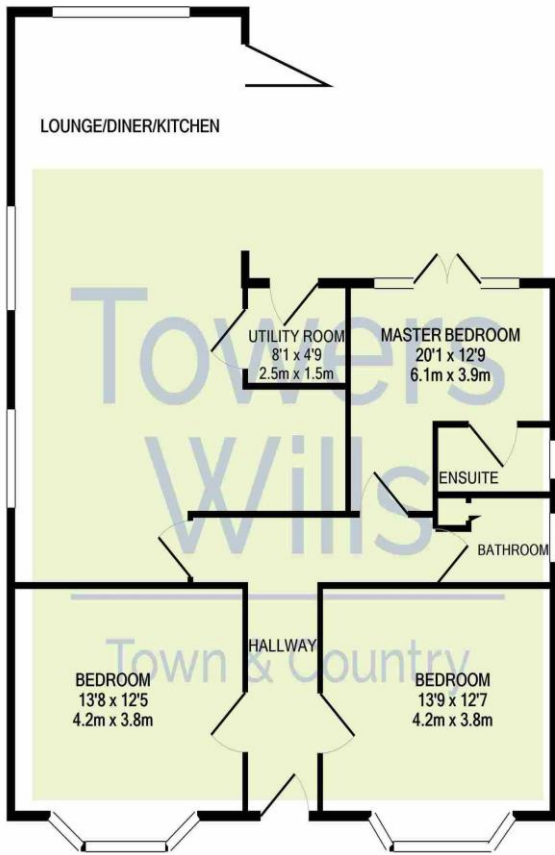 LOUNGE/DINER/KITCHEN
Towers
Wills
Town & Country
UTILITY ROOM
8'1 x 4'9
2.5m x 1.5m
MASTER BEDROOM
20'1 x 12'9
6.1m x 3.9m
ENSUITE
BATHROOM
HALLWAY
BEDROOM
13'8 x 12'5
4.2m x 3.8m
BEDROOM
13'9 x 12'7
4.2m x 3.8m